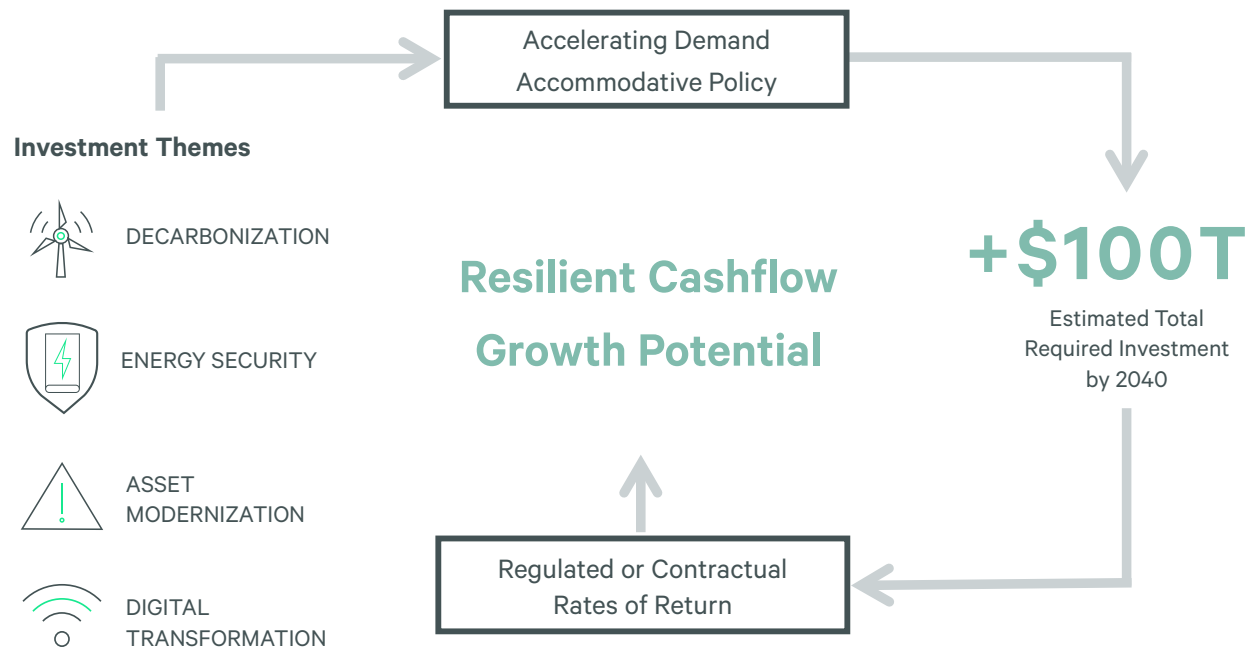 Accelerating Demand
Accommodative Policy
Investment Themes
DECARBONIZATION
ENERGY SECURITY
ASSET
MODERNIZATION
DIGITAL
TRANSFORMATION
Resilient Cashflow
Growth Potential
+$100T
Estimated Total
Required Investment
by 2040
Regulated or Contractual
Rates of Return